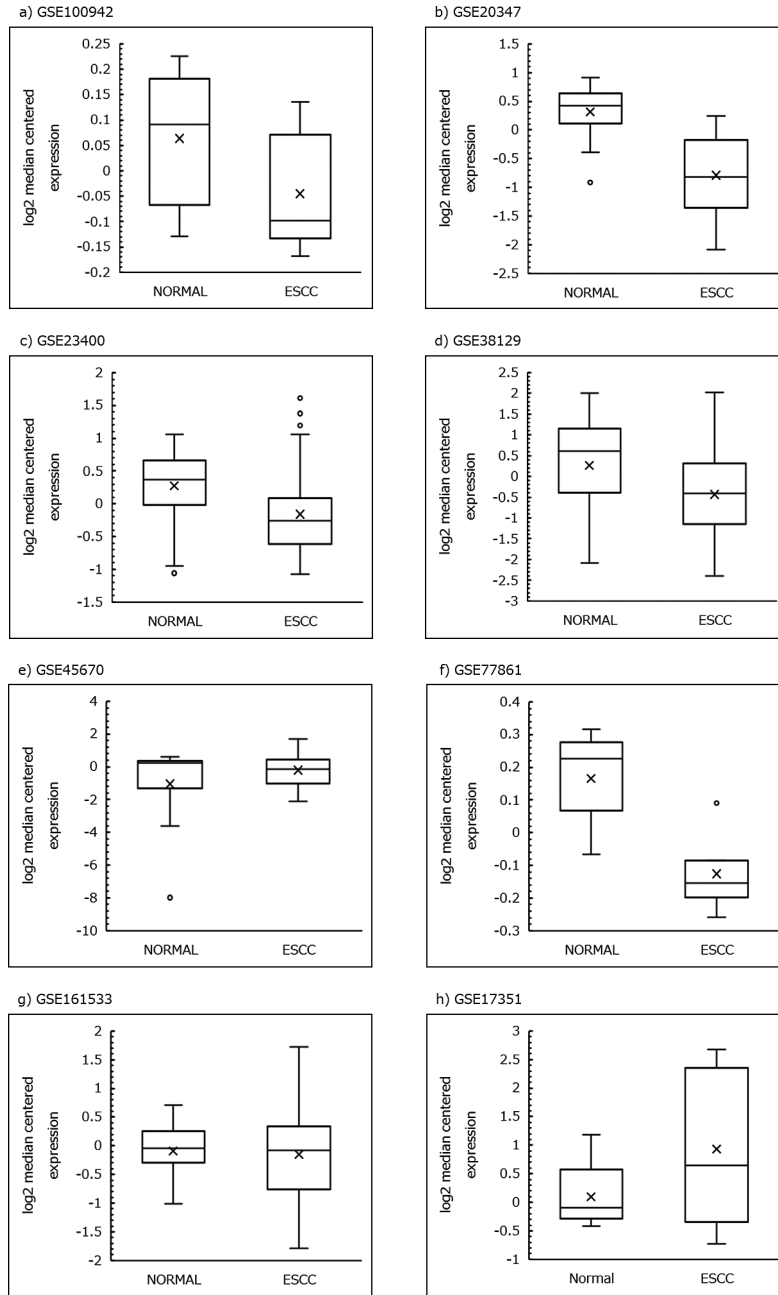 a) GSE100942
log2 median centered
expression
0.25
0.2
0.15
0.1
0.05
0
-0.05
-0.1
-0.15
-0.2
NORMAL ESCC
b) GSE20347
log2 median centered
expression
1.5
1
0.5
0
-0.5
-1
-1.5
-2
-2.5
NORMAL ESCC
c) GSE23400
log2 median centered
expression
2
1.5
1
0.5
0
-0.5
-1
-1.5
NORMAL ESCC
d) GSE38129
log2 median centered
expression
2.5
2
1.5
1
0.5
0
-0.5
-1
-1.5
-2
-2.5
-3
NORMAL ESCC
e) GSE45670
log2 median centered
expression
4
2
0
-2
-4
-6
-8
-10
NORMAL ESCC
f) GSE77861
log2 median centered
expression
0.4
0.3
0.2
0.1
0
-0.1
-0.2
-0.3
NORMAL ESCC
g) GSE161533
log2 median centered
expression
2
1.5
1
0.5
0
-0.5
-1
-1.5
-2
NORMAL ESCC
h) GSE17351
log2 median centered
expression
3
2.5
2
1.5
1
0.5
0
-0.5
-1
Normal ESCC